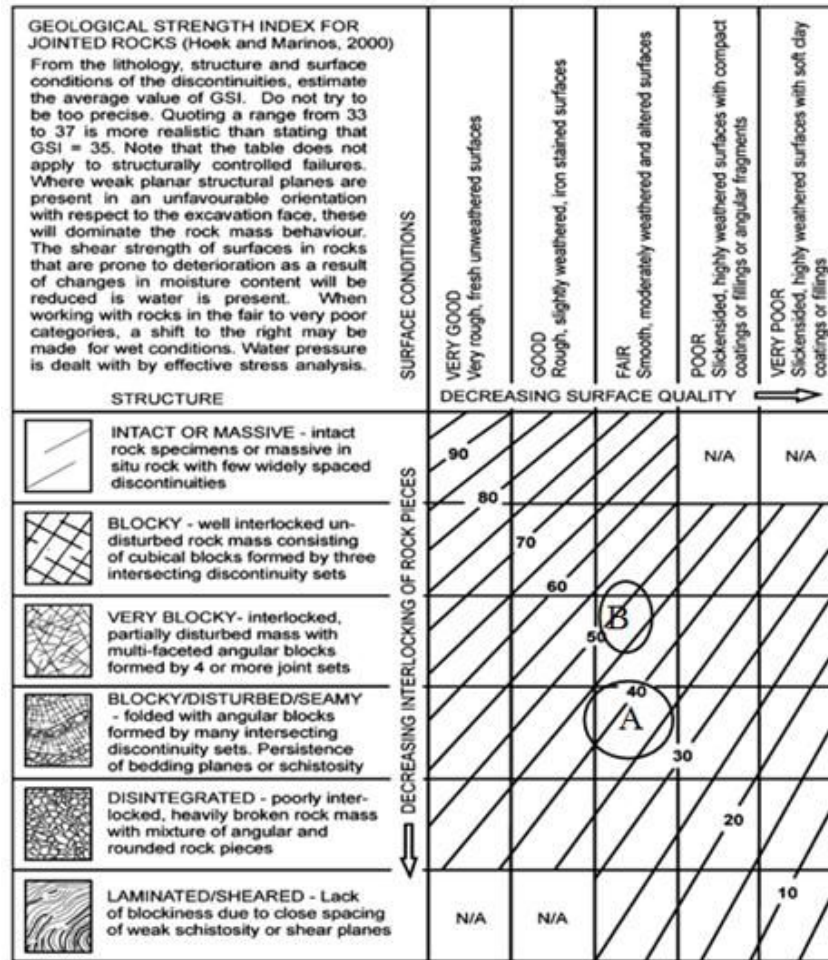 GEOLOGICAL STRENGTH INDEX FOR
JOINTED ROCKS (Hoek and Marinos, 2000)
From the lithology, structure and surface
conditions of the discontinuities, estimate
the average value of GSI. Do not try to
be too precise. Quoting a range from 33
to 37 is more realistic than stating that
GSI = 35. Note that the table does not
apply to structurally controlled failures.
Where weak planar structural planes are
present in an unfavourable orientation
with respect to the excavation face, these
will dominate the rock mass behaviour.
The shear strength of surfaces in rocks
that are prone to deterioration as a result
of changes in moisture content will be
reduced is water is present. When
working with rocks in the fair to very poor
categories, a shift to the right may be
made for wet conditions. Water pressure
is dealt with by effective stress analysis.
STRUCTURE
SURFACE CONDITIONS
VERY GOOD
Very rough, fresh unweathered surfaces
GOOD
Rough, slightly weathered, iron stained surfaces
FAIR
Smooth, moderately weathered and altered surfaces
POOR
Slickensided, highly weathered surfaces with compact
coatings or fillings or angular fragments
VERY POOR
Slickensided, highly weathered surfaces with soft clay
coatings or fillings
DECREASING SURFACE QUALITY
DECREASING INTERLOCKING OF ROCK PIECES
INTACT OR MASSIVE - intact
rock specimens or massive in
situ rock with few widely spaced
discontinuities
90
N/A
N/A
80
BLOCKY - well interlocked un-
disturbed rock mass consisting
of cubical blocks formed by three
intersecting discontinuity sets
70
60
VERY BLOCKY- interlocked,
partially disturbed mass with
multi-faceted angular blocks
formed by 4 or more joint sets
B
50
BLOCKY/DISTURBED/SEAMY
- folded with angular blocks
formed by many intersecting
discontinuity sets. Persistence
of bedding planes or schistosity
40
A
30
DISINTEGRATED - poorly inter-
locked, heavily broken rock mass
with mixture of angular and
rounded rock pieces
20
LAMINATED/SHEARED - Lack
of blockiness due to close spacing
of weak schistosity or shear planes
N/A
N/A
10